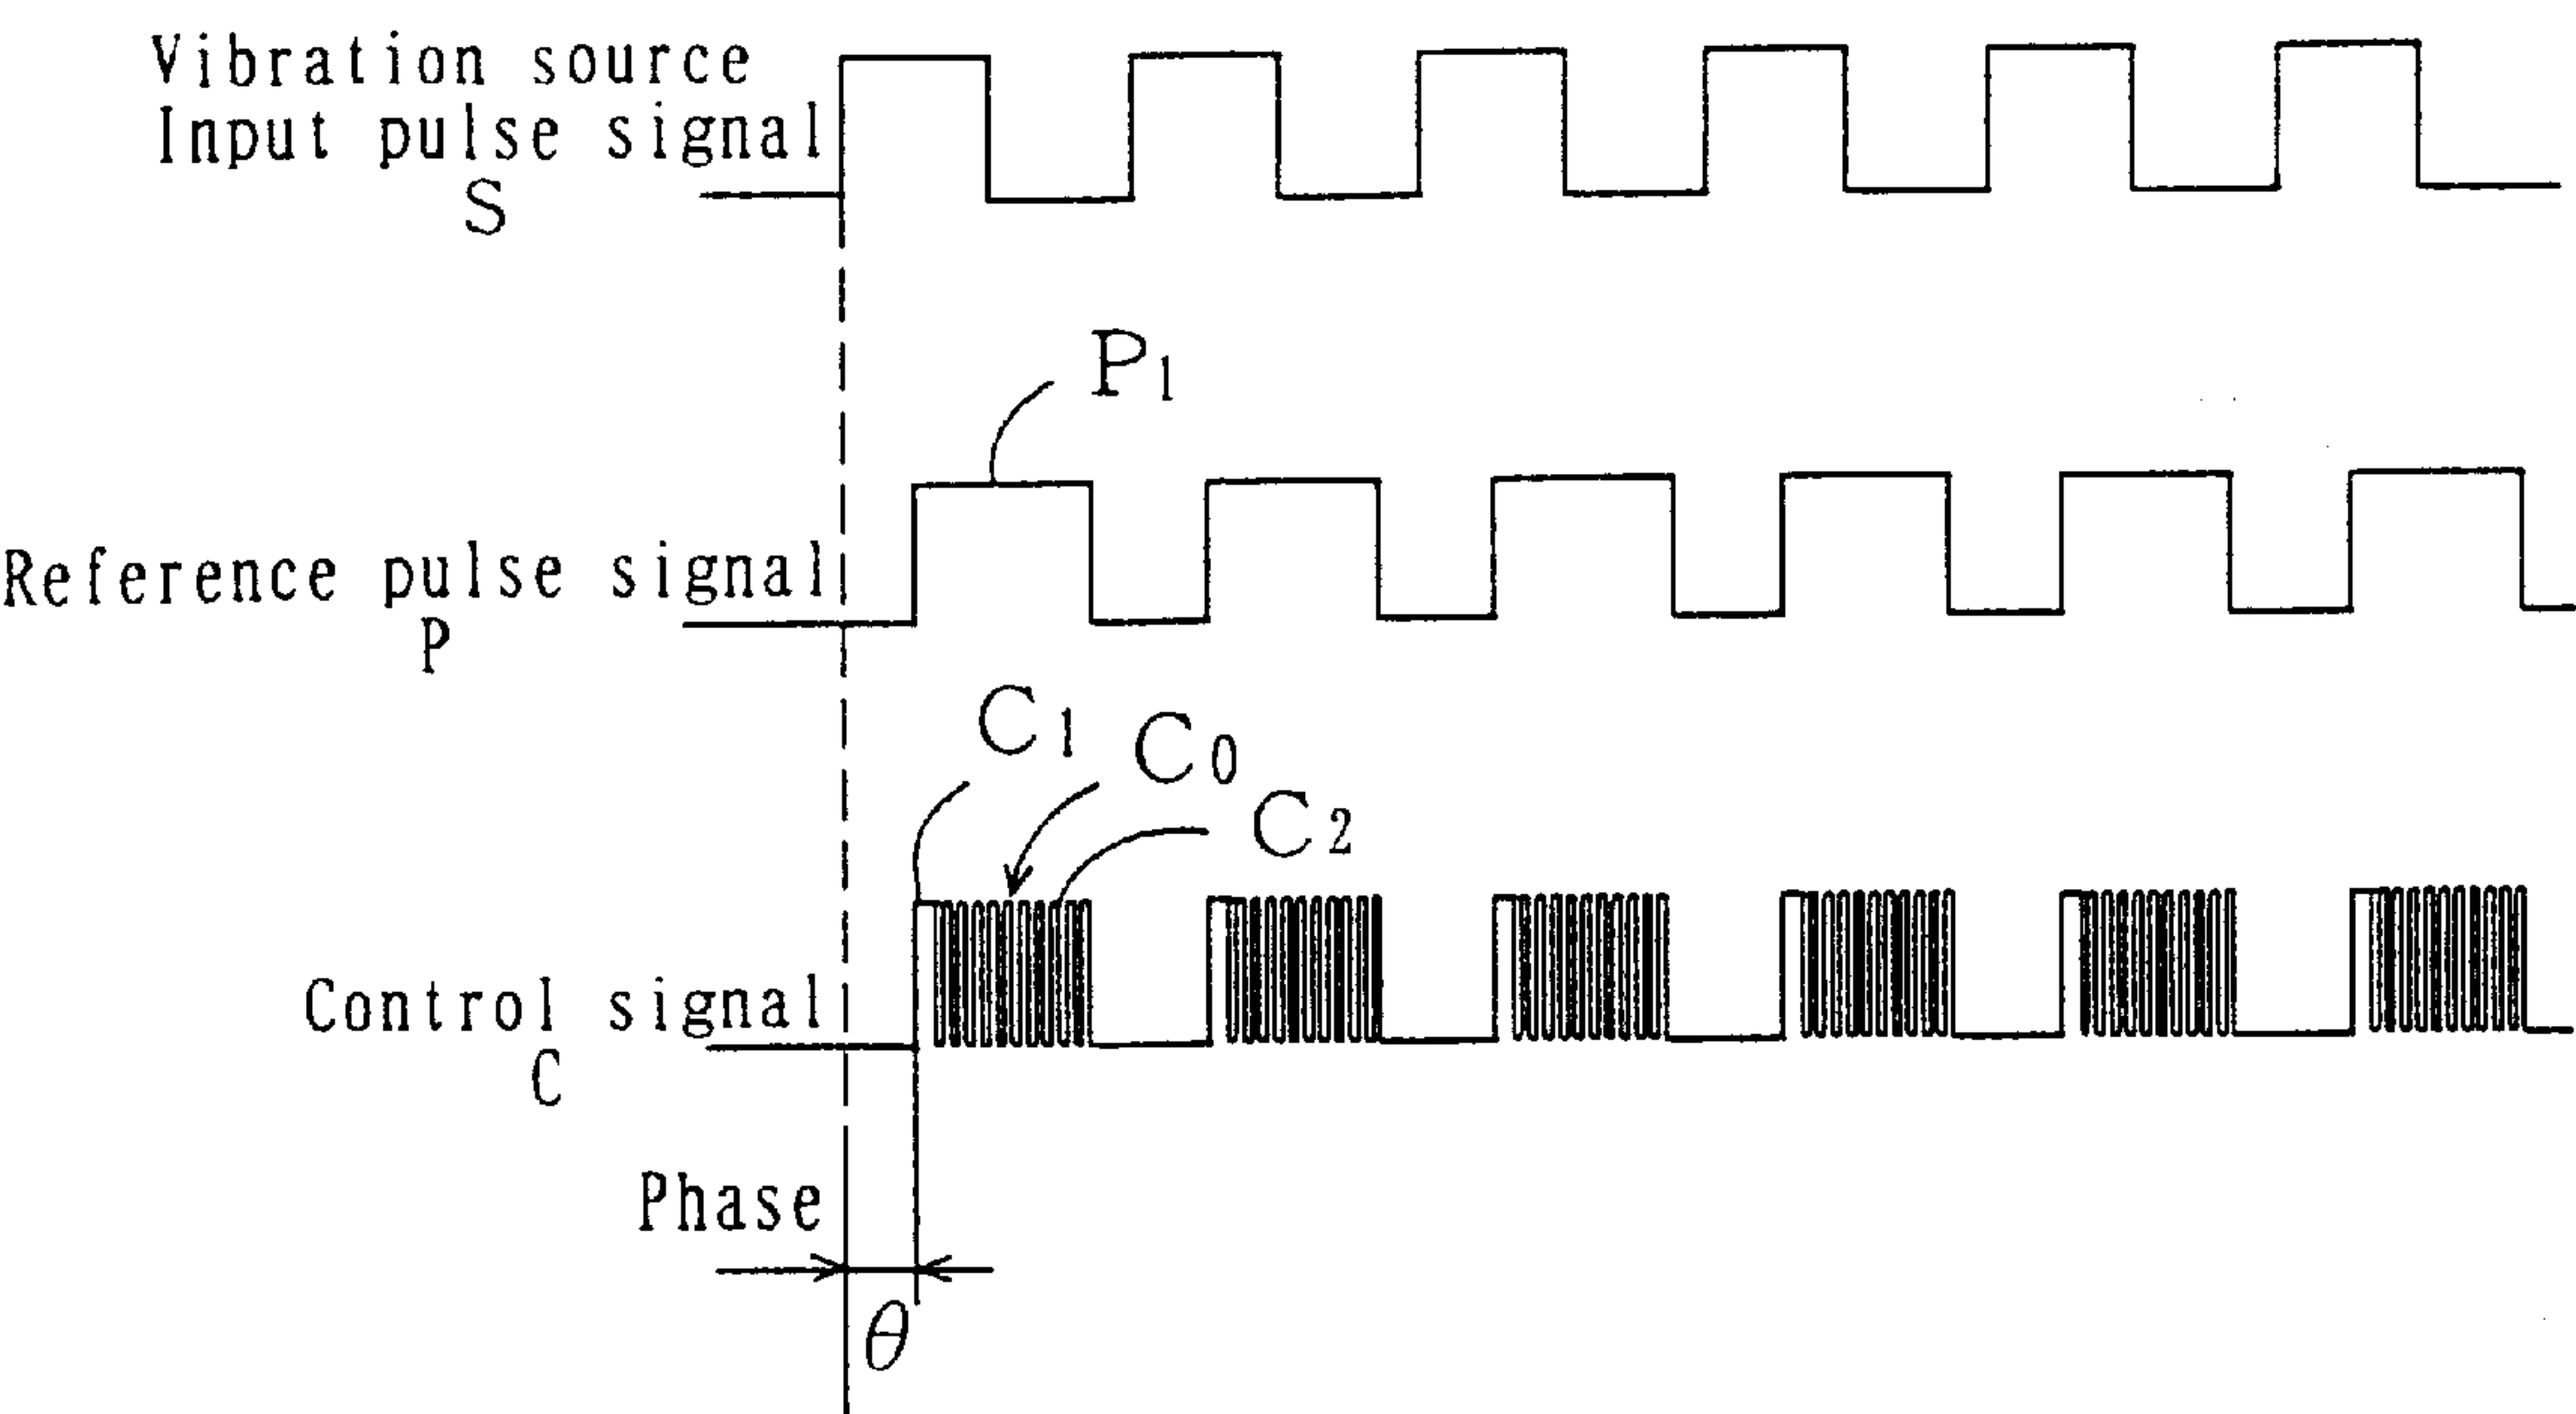 Vibration source
Input pulse signal
S
P1
Reference pulse signal
P
C1
C0
C2
Control signal
C
Phase
θ